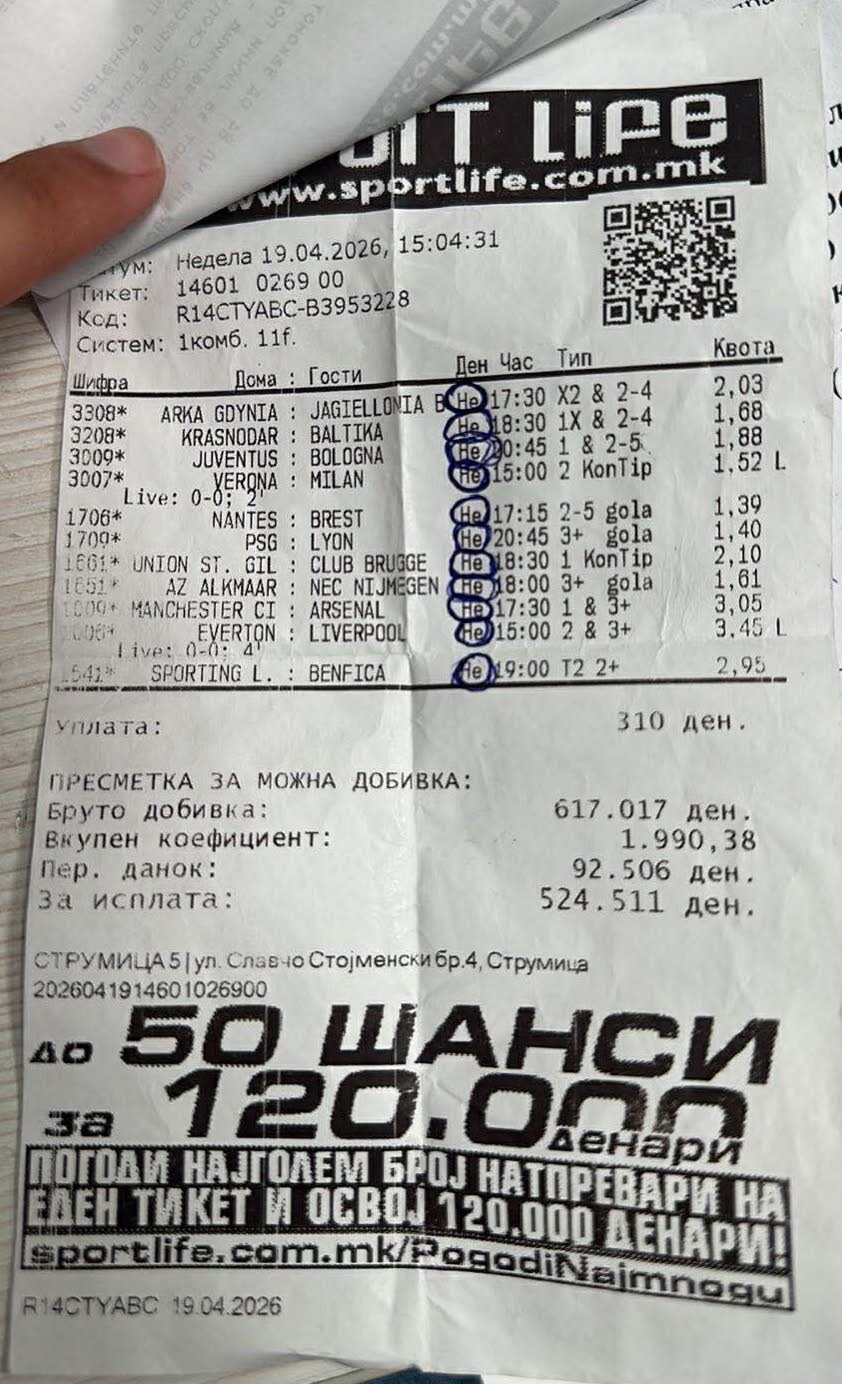 LIFE
www.sportlife.com.mk
Недела 19.04.2026, 15:04:31
Тикет: 14601 0269 00
Код: R14CTYABC-B3953228
Систем: 1комб. 11f.
Шифра Дома : Гости Ден Час Тип Квота
3308* ARKA GDYNIA : JAGIELLONIA B Не 17:30 X2 & 2-4 2,03
3208* KRASNODAR : BALTIKA Не 18:30 1X & 2-4 1,68
3009* JUVENTUS : BOLOGNA Не 20:45 1 & 2-5 1,88
3007* VERONA : MILAN Не 15:00 2 KonTip 1,52 L
Live: 0-0; 2'
1706* NANTES : BREST Не 17:15 2-5 gola 1,39
1709* PSG : LYON Не 20:45 3+ gola 1,40
1661* UNION ST. GIL : CLUB BRUGGE Не 18:30 1 KonTip 2,10
1651* AZ ALKMAAR : NEC NIJMEGEN Не 18:00 3+ gola 1,61
MANCHESTER CI : ARSENAL Не 17:30 1 & 3+ 3,05
EVERTON : LIVERPOOL Не 15:00 2 & 3+ 3,45 L
Live: 0-0; 4'
SPORTING L. : BENFICA Не 19:00 T2 2+ 2,95
Уплата: 310 ден.
ПРЕСМЕТКА ЗА МОЖНА ДОБИВКА:
Бруто добивка: 617.017 ден.
Вкупен коефициент: 1.990,38
Пер. данок: 92.506 ден.
За исплата: 524.511 ден.
СТРУМИЦА 5 | ул. Славчо Стојменски бр.4, Струмица
2026041914601026900
до 50 ШАНСИ
за 120.000
денари
ПОГОДИ НАЈГОЛЕМ БРОЈ НАТПРЕВАРИ НА
ЕДЕН ТИКЕТ И ОСВОЈ 120.000 ДЕНАРИ!
sportlife.com.mk/PogodiNajmnogu
R14CTYABC 19.04.2026